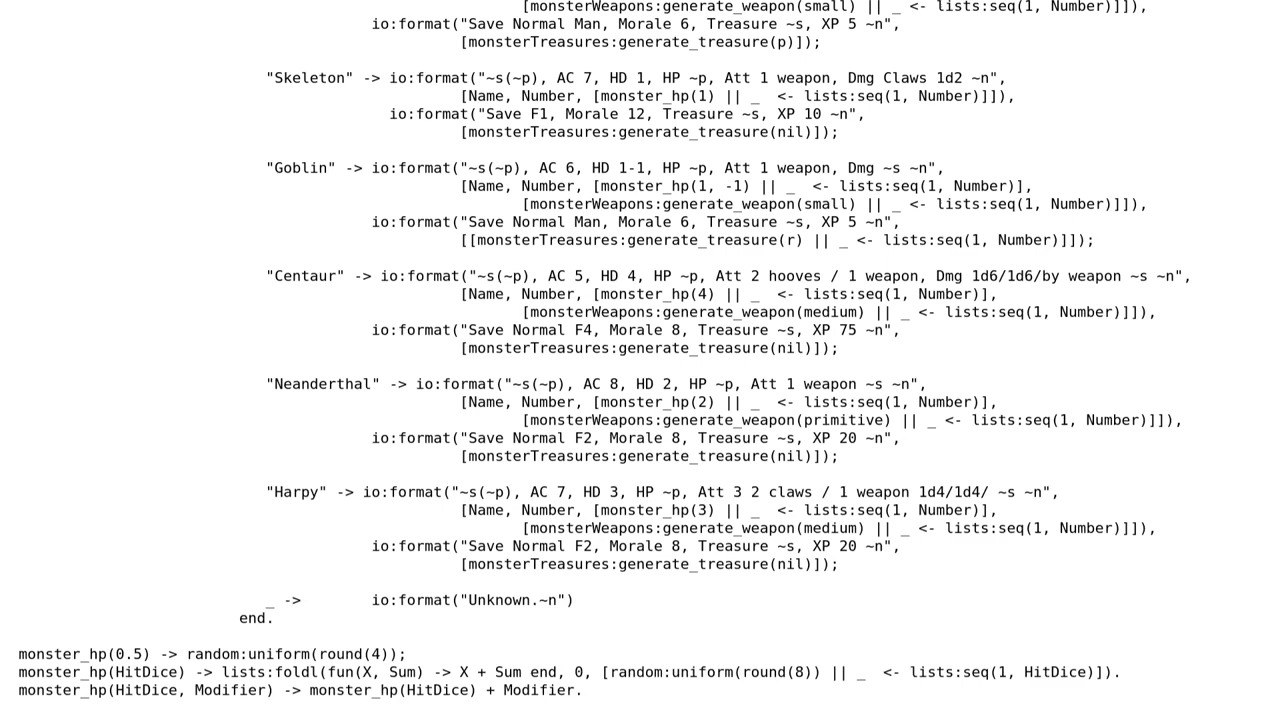 [monsterWeapons:generate_weapon(small) || _ <- lists:seq(1, Number)]]),
io:format("Save Normal Man, Morale 6, Treasure ~s, XP 5 ~n",
[monsterTreasures:generate_treasure(p)]);
"Skeleton" -> io:format("~s(~p), AC 7, HD 1, HP ~p, Att 1 weapon, Dmg Claws 1d2 ~n",
[Name, Number, [monster_hp(1) || _  <- lists:seq(1, Number)]]),
io:format("Save F1, Morale 12, Treasure ~s, XP 10 ~n",
[monsterTreasures:generate_treasure(nil)]);
"Goblin" -> io:format("~s(~p), AC 6, HD 1-1, HP ~p, Att 1 weapon, Dmg ~s ~n",
[Name, Number, [monster_hp(1, -1) || _  <- lists:seq(1, Number)],
[monsterWeapons:generate_weapon(small) || _ <- lists:seq(1, Number)]]),
io:format("Save Normal Man, Morale 6, Treasure ~s, XP 5 ~n",
[[monsterTreasures:generate_treasure(r) || _ <- lists:seq(1, Number)]]);
"Centaur" -> io:format("~s(~p), AC 5, HD 4, HP ~p, Att 2 hooves / 1 weapon, Dmg 1d6/1d6/by weapon ~s ~n",
[Name, Number, [monster_hp(4) || _  <- lists:seq(1, Number)],
[monsterWeapons:generate_weapon(medium) || _ <- lists:seq(1, Number)]]),
io:format("Save Normal F4, Morale 8, Treasure ~s, XP 75 ~n",
[monsterTreasures:generate_treasure(nil)]);
"Neanderthal" -> io:format("~s(~p), AC 8, HD 2, HP ~p, Att 1 weapon ~s ~n",
[Name, Number, [monster_hp(2) || _  <- lists:seq(1, Number)],
[monsterWeapons:generate_weapon(primitive) || _ <- lists:seq(1, Number)]]),
io:format("Save Normal F2, Morale 8, Treasure ~s, XP 20 ~n",
[monsterTreasures:generate_treasure(nil)]);
"Harpy" -> io:format("~s(~p), AC 7, HD 3, HP ~p, Att 3 2 claws / 1 weapon 1d4/1d4/ ~s ~n",
[Name, Number, [monster_hp(3) || _  <- lists:seq(1, Number)],
[monsterWeapons:generate_weapon(medium) || _ <- lists:seq(1, Number)]]),
io:format("Save Normal F2, Morale 8, Treasure ~s, XP 20 ~n",
[monsterTreasures:generate_treasure(nil)]);
_ -> io:format("Unknown.~n")
end.
monster_hp(0.5) -> random:uniform(round(4));
monster_hp(HitDice) -> lists:foldl(fun(X, Sum) -> X + Sum end, 0, [random:uniform(round(8)) || _  <- lists:seq(1, HitDice)]).
monster_hp(HitDice, Modifier) -> monster_hp(HitDice) + Modifier.